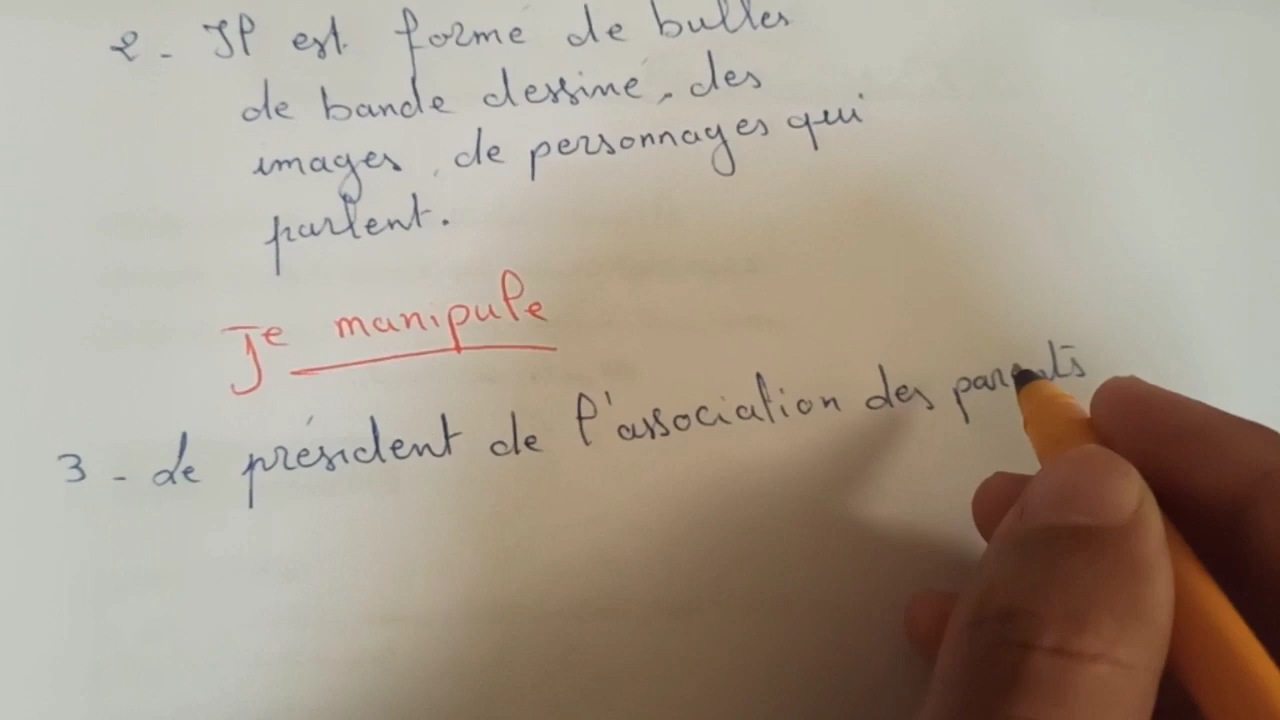 2 - Il est formé de bulles
de bande dessiné, des
images, de personnages qui
parlent.
Je manipule
3 - Le président de l'association des parents